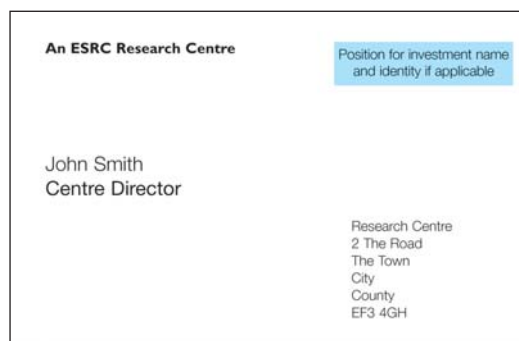 An ESRC Research Centre
Position for investment name
and identity if applicable
John Smith
Centre Director
Research Centre
2 The Road
The Town
City
County
EF3 4GH